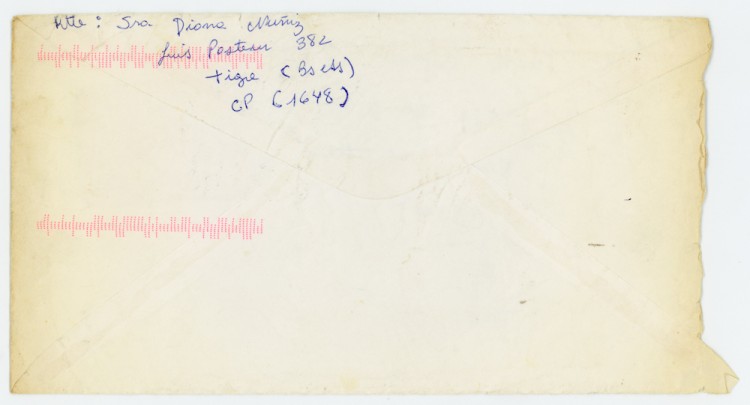 Rte: Sra Diana Muñiz
Luis Pasteur 382
Tigre (Bs As)
CP (1648)